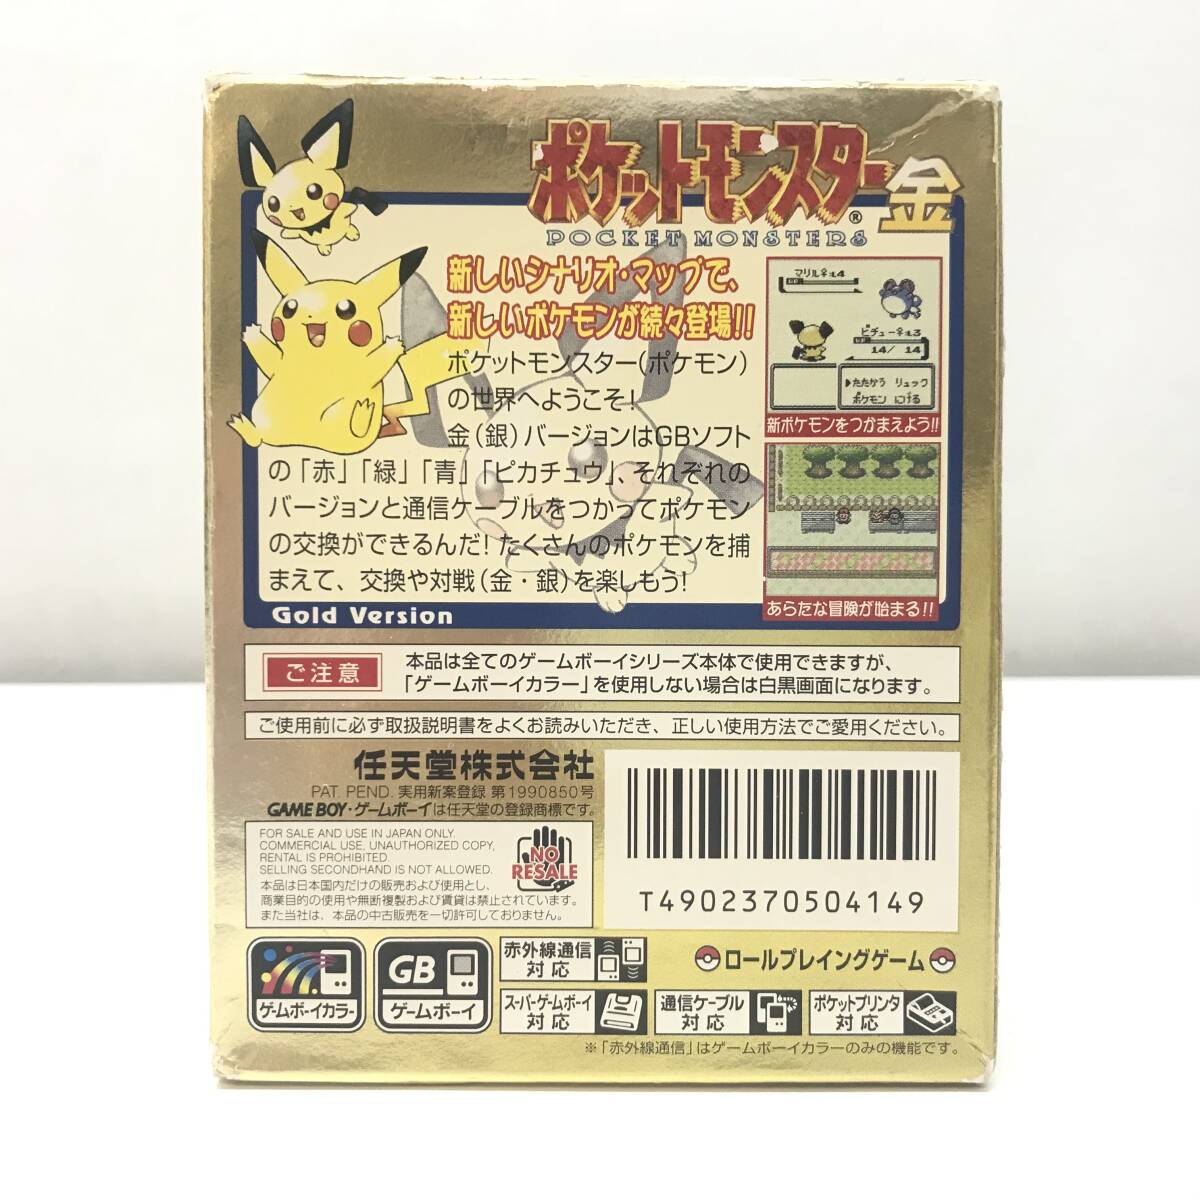 ポケットモンスター金
POCKET MONSTERS®
新しいシナリオ・マップで、
新しいポケモンが続々登場!!
ポケットモンスター(ポケモン)
の世界へようこそ!
金(銀)バージョンはGBソフト
の「赤」「緑」「青」「ピカチュウ」、それぞれの
バージョンと通信ケーブルをつかってポケモン
の交換ができるんだ!たくさんのポケモンを捕
まえて、交換や対戦(金・銀)を楽しもう!
Gold Version
マリル♀:L4
ピチュー♀:L3
14/ 14
▶たたかう リュック
ポケモン にげる
新ポケモンをつかまえよう!!
あらたな冒険が始まる!!
ご注意
本品は全てのゲームボーイシリーズ本体で使用できますが、
「ゲームボーイカラー」を使用しない場合は白黒画面になります。
ご使用前に必ず取扱説明書をよくお読みいただき、正しい使用方法でご愛用ください。
任天堂株式会社
PAT. PEND. 実用新案登録 第1990850号
GAME BOY・ゲームボーイは任天堂の登録商標です。
FOR SALE AND USE IN JAPAN ONLY.
COMMERCIAL USE, UNAUTHORIZED COPY,
RENTAL IS PROHIBITED.
SELLING SECONDHAND IS NOT ALLOWED.
本品は日本国内だけの販売および使用とし、
商業目的の使用や無断複製および賃貸は禁止されています。
また当社は、本品の中古販売を一切許可しておりません。
NO
RESALE
T4902370504149
ゲームボーイカラー
GB
ゲームボーイ
赤外線通信
対応
スーパーゲームボーイ
対応
通信ケーブル
対応
ポケットプリンタ
対応
ロールプレイングゲーム
※「赤外線通信」はゲームボーイカラーのみの機能です。